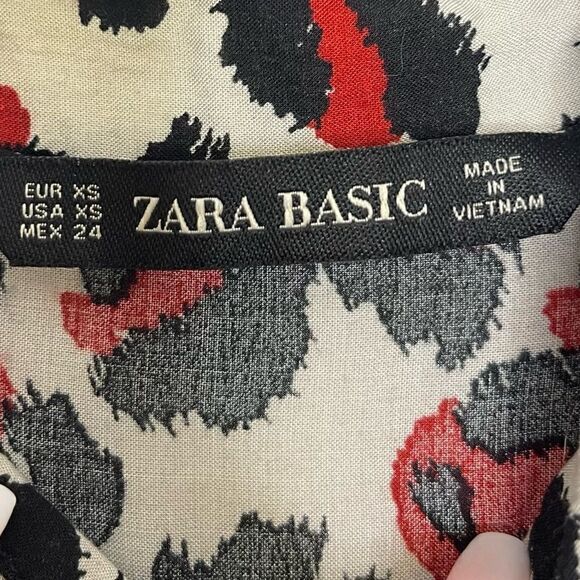 EUR XS
USA XS
MEX 24
ZARA BASIC
MADE
IN
VIETNAM